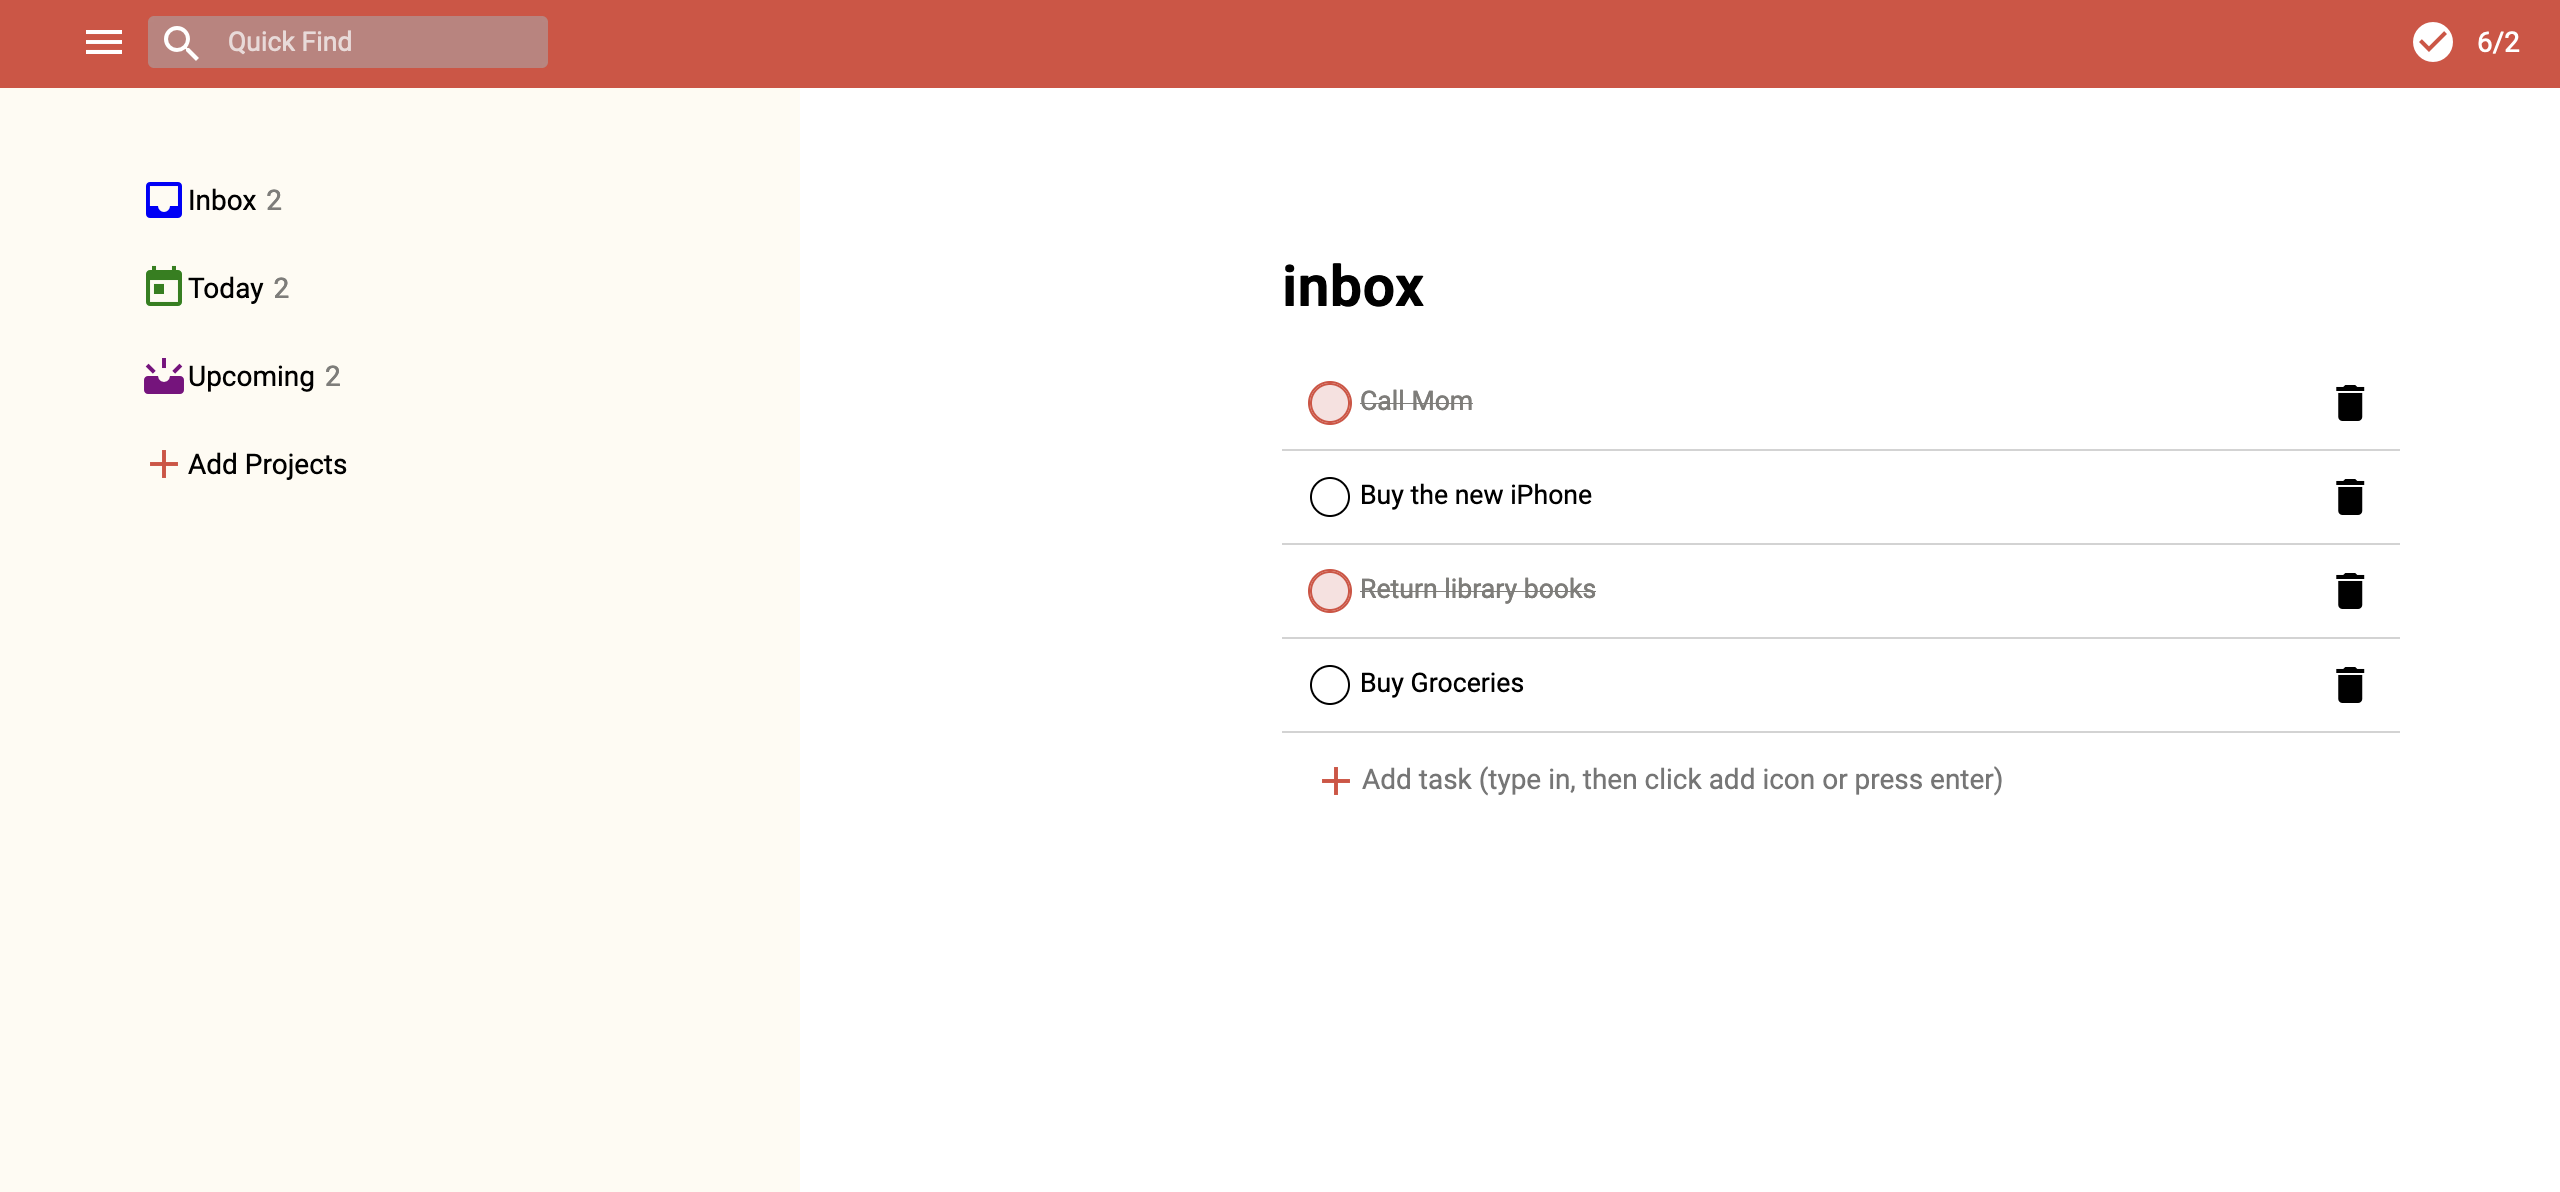 Quick Find
6/2
Inbox 2
Today 2
Upcoming 2
Add Projects
inbox
Call Mom
Buy the new iPhone
Return library books
Buy Groceries
Add task (type in, then click add icon or press enter)